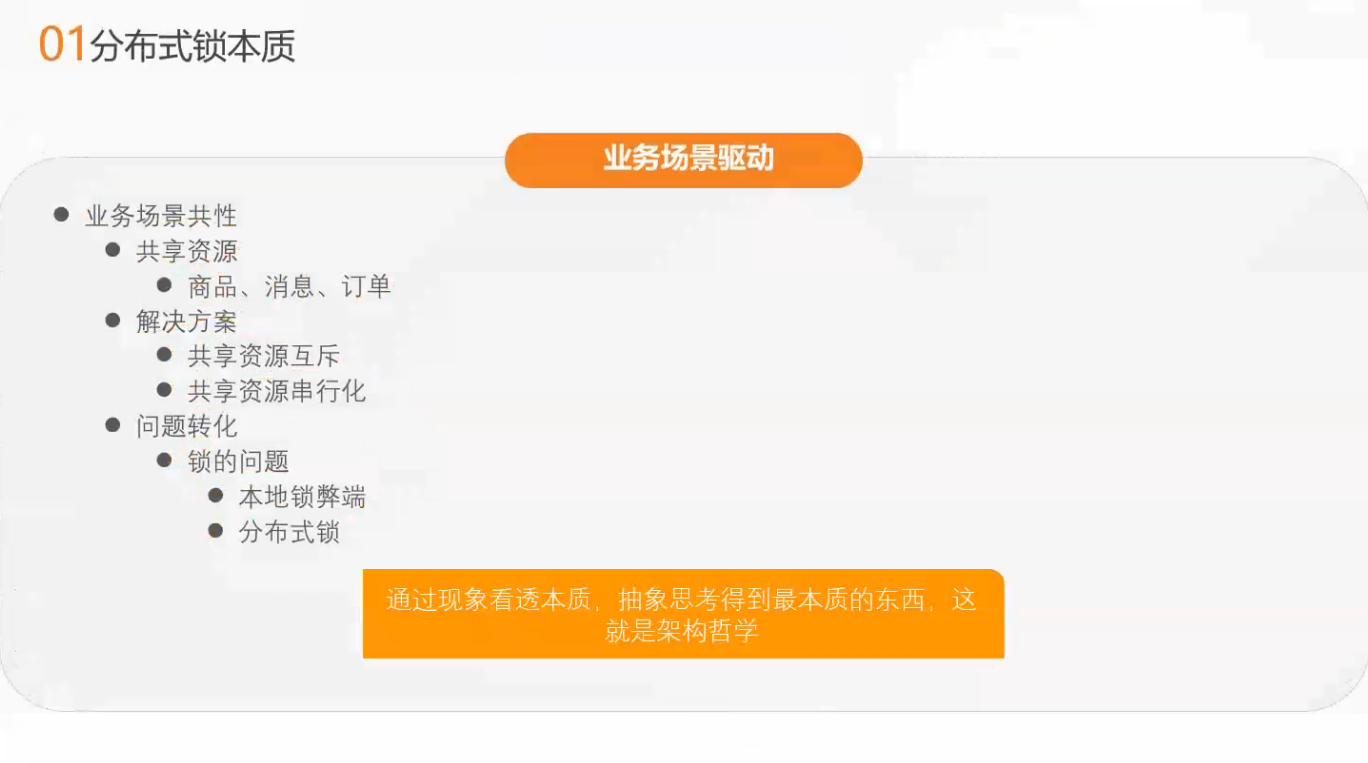 01分布式锁本质
业务场景驱动
● 业务场景共性
● 共享资源
● 商品、消息、订单
● 解决方案
● 共享资源互斥
● 共享资源串行化
● 问题转化
● 锁的问题
● 本地锁弊端
● 分布式锁
通过现象看透本质，抽象思考得到最本质的东西，这
就是架构哲学